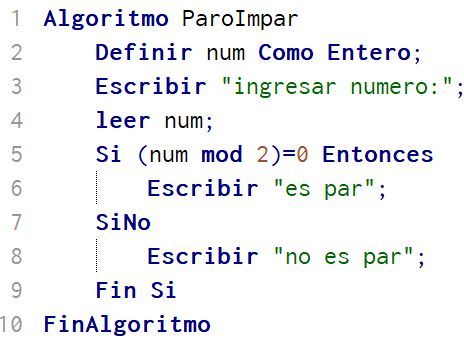 1 Algoritmo ParoImpar
2 Definir num Como Entero;
3 Escribir "ingresar numero:";
4 leer num;
5 Si (num mod 2)=0 Entonces
6 Escribir "es par";
7 SiNo
8 Escribir "no es par";
9 Fin Si
10 FinAlgoritmo